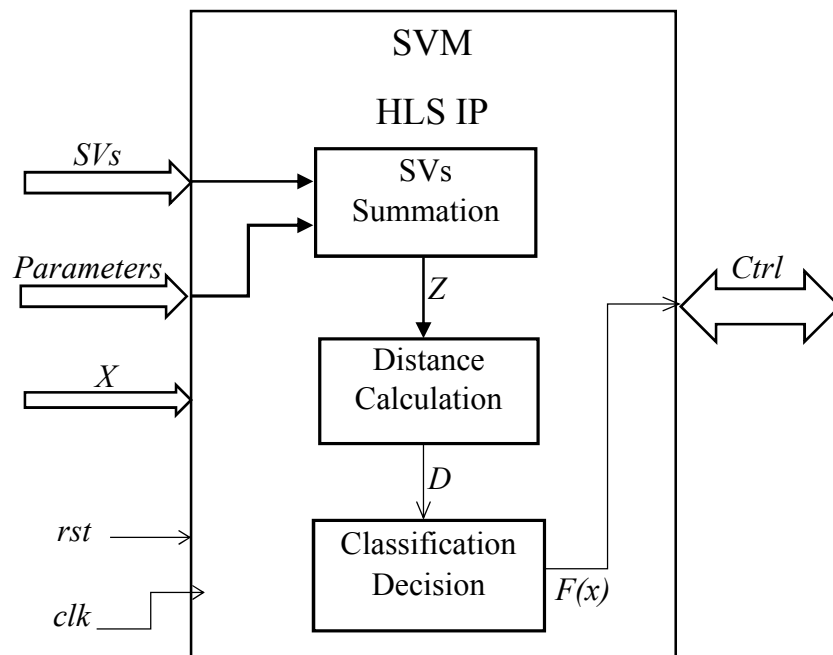 SVM
HLS IP
SVs
SVs
Summation
Parameters
Z
Ctrl
X
Distance
Calculation
D
rst
Classification
Decision
F(x)
clk